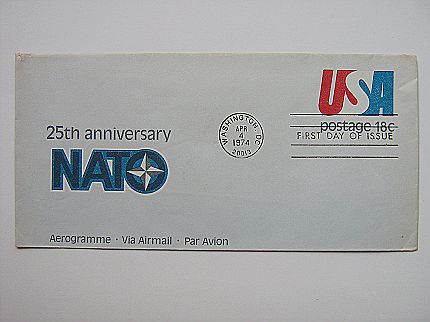 USA
postage 18c
FIRST DAY OF ISSUE
WASHINGTON, DC
APR
4
1974
20013
25th anniversary
NATO
Aerogramme · Via Airmail · Par Avion